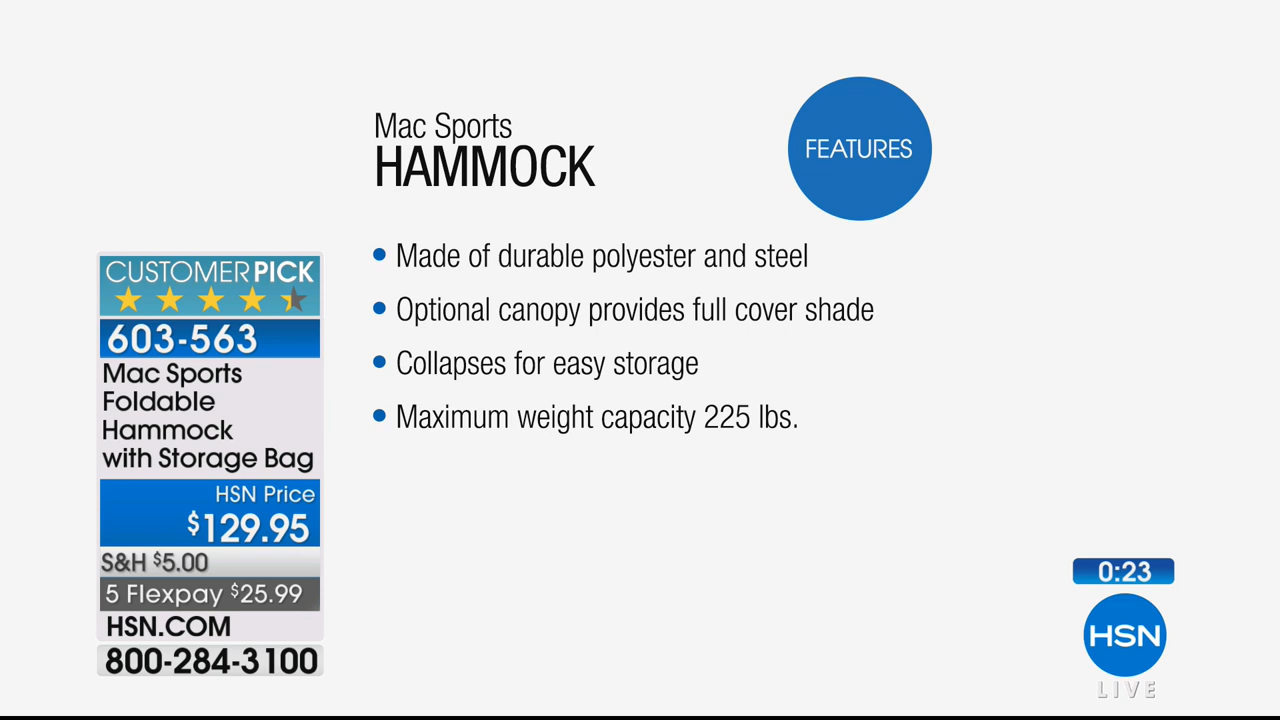 Mac Sports
HAMMOCK
FEATURES
• Made of durable polyester and steel
• Optional canopy provides full cover shade
• Collapses for easy storage
• Maximum weight capacity 225 lbs.
CUSTOMER PICK
603-563
Mac Sports
Foldable
Hammock
with Storage Bag
HSN Price
$129.95
S&H $5.00
5 Flexpay $25.99
HSN.COM
800-284-3100
0:23
HSN
LIVE